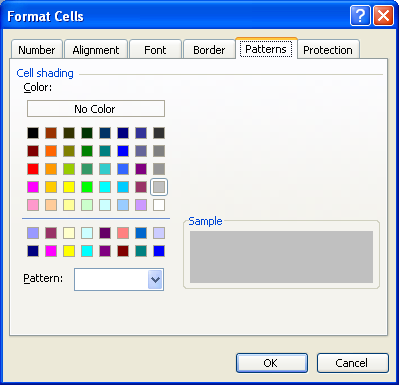 Format Cells
Number Alignment Font Border Patterns Protection
Cell shading
Color:
No Color
Sample
Pattern:
OK Cancel